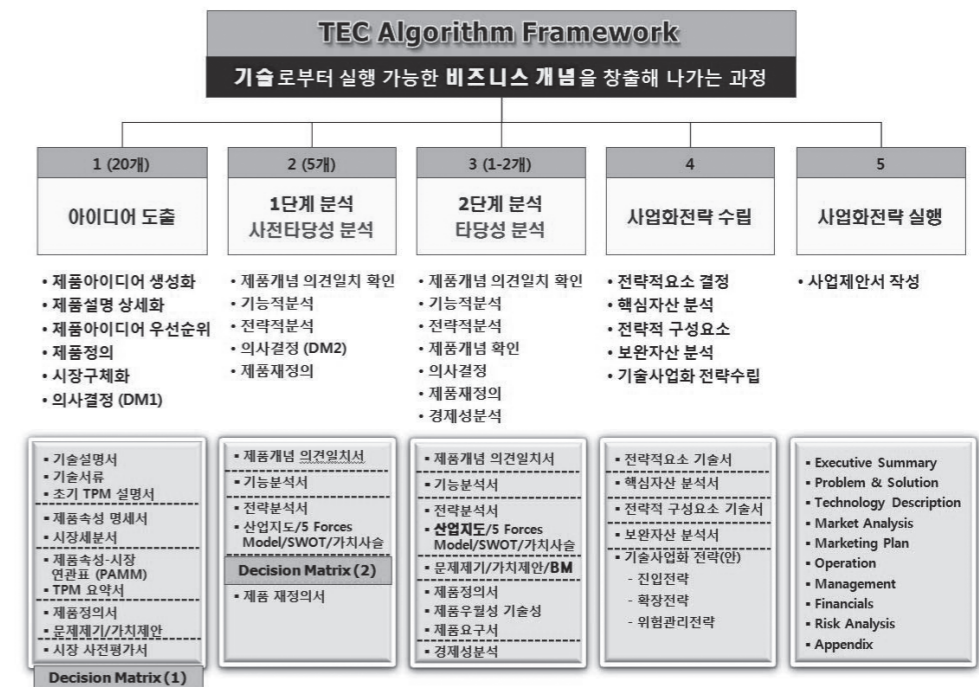 TEC Algorithm Framework
기술로부터 실행 가능한 비즈니스 개념을 창출해 나가는 과정
1 (20개)
아이디어 도출
• 제품아이디어 생성화
• 제품설명 상세화
• 제품아이디어 우선순위
• 제품정의
• 시장구체화
• 의사결정 (DM1)
▪ 기술설명서
▪ 기술서류
▪ 초기 TPM 설명서
▪ 제품속성 명세서
▪ 시장세분서
▪ 제품속성-시장
연관표 (PAMM)
▪ TPM 요약서
▪ 제품정의서
▪ 문제제기/가치제안
▪ 시장 사전평가서
Decision Matrix (1)
2 (5개)
1단계 분석
사전타당성 분석
• 제품개념 의견일치 확인
• 기능적분석
• 전략적분석
• 의사결정 (DM2)
• 제품재정의
▪ 제품개념 의견일치서
▪ 기능분석서
▪ 전략분석서
▪ 산업지도/5 Forces
Model/SWOT/가치사슬
Decision Matrix (2)
▪ 제품 재정의서
3 (1-2개)
2단계 분석
타당성 분석
• 제품개념 의견일치 확인
• 기능적분석
• 전략적분석
• 제품개념 확인
• 의사결정
• 제품재정의
• 경제성분석
▪ 제품개념 의견일치서
▪ 기능분석서
▪ 전략분석서
▪ 산업지도/5 Forces
Model/SWOT/가치사슬
▪ 문제제기/가치제안/BM
▪ 제품정의서
▪ 제품우월성 기술성
▪ 제품요구서
▪ 경제성분석
4
사업화전략 수립
• 전략적요소 결정
• 핵심자산 분석
• 전략적 구성요소
• 보완자산 분석
• 기술사업화 전략수립
▪ 전략적요소 기술서
▪ 핵심자산 분석서
▪ 전략적 구성요소 기술서
▪ 보완자산 분석서
▪ 기술사업화 전략(안)
- 진입전략
- 확장전략
- 위험관리전략
5
사업화전략 실행
• 사업제안서 작성
▪ Executive Summary
▪ Problem & Solution
▪ Technology Description
▪ Market Analysis
▪ Marketing Plan
▪ Operation
▪ Management
▪ Financials
▪ Risk Analysis
▪ Appendix